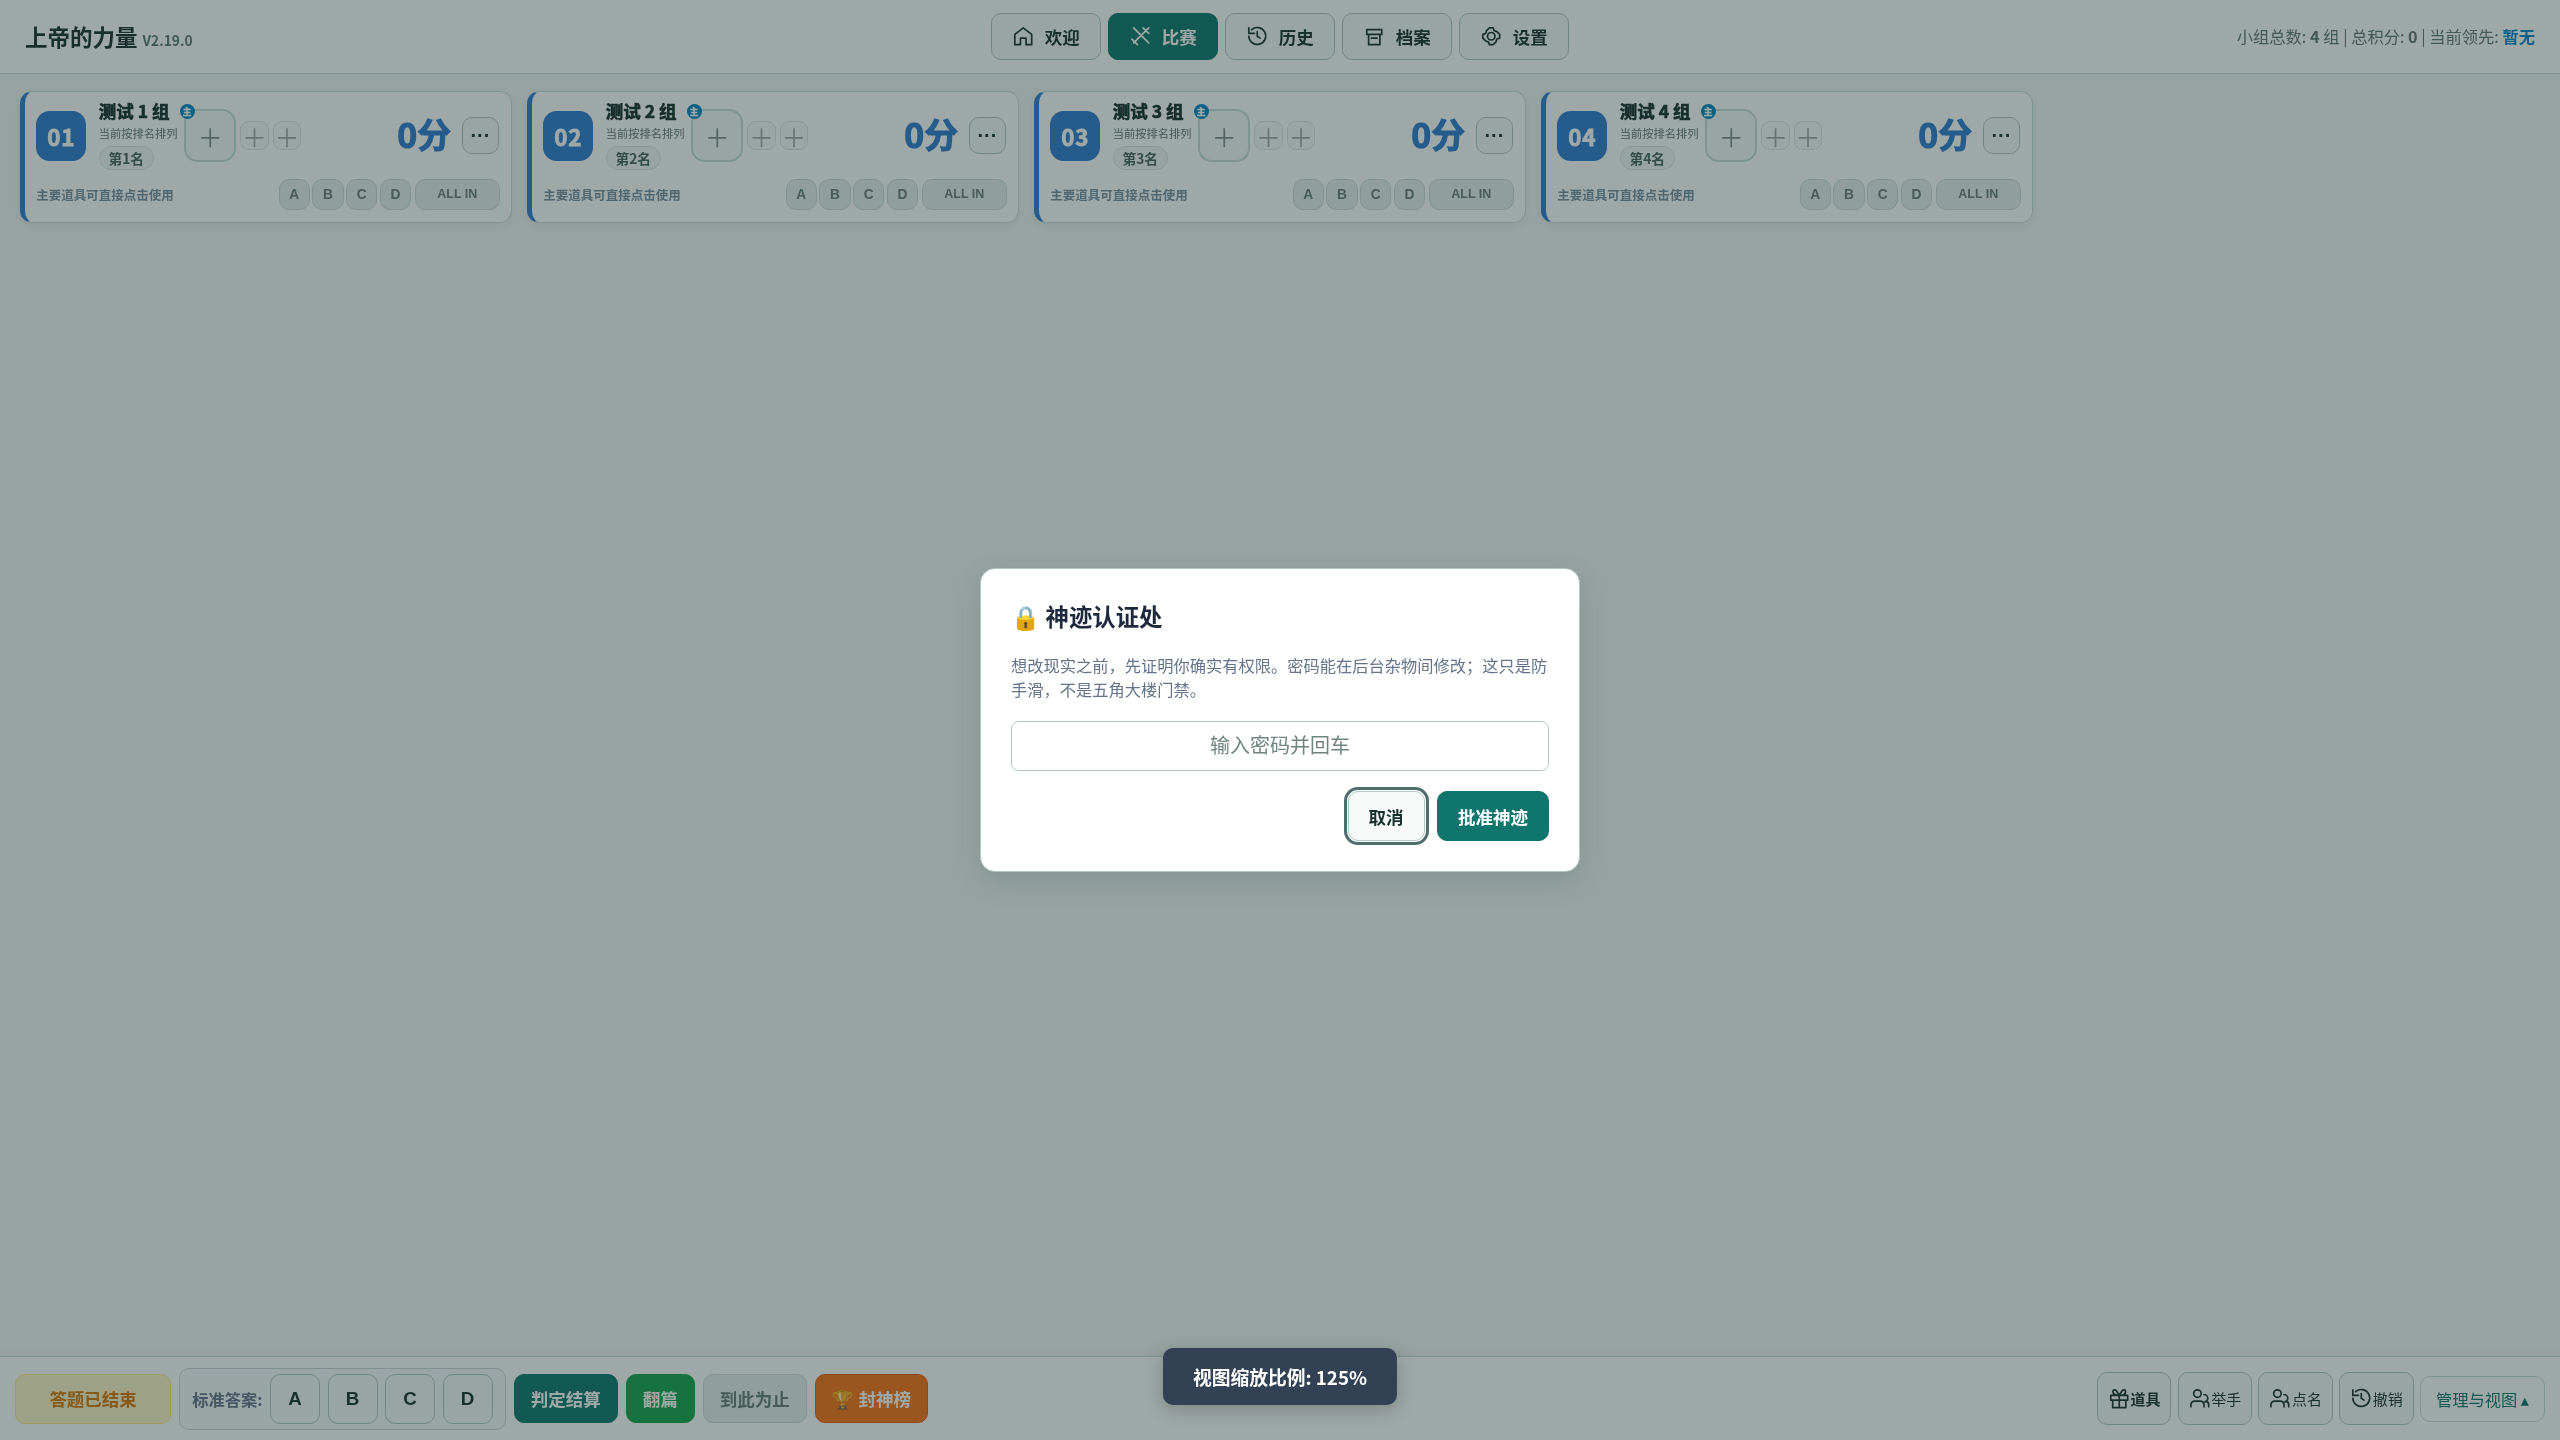 上帝的力量 V2.19.0
欢迎
比赛
历史
档案
设置
小组总数: 4 组 | 总积分: 0 | 当前领先: 暂无
01
测试 1 组
当前按排名排列
第1名
主
0分
...
主要道具可直接点击使用
A B C D ALL IN
02
测试 2 组
当前按排名排列
第2名
主
0分
...
主要道具可直接点击使用
A B C D ALL IN
03
测试 3 组
当前按排名排列
第3名
主
0分
...
主要道具可直接点击使用
A B C D ALL IN
04
测试 4 组
当前按排名排列
第4名
主
0分
...
主要道具可直接点击使用
A B C D ALL IN
🔒 神迹认证处
想改现实之前，先证明你确实有权限。密码能在后台杂物间修改；这只是防
手滑，不是五角大楼门禁。
输入密码并回车
取消
批准神迹
视图缩放比例: 125%
答题已结束
标准答案: A B C D
判定结算
翻篇
到此为止
🏆 封神榜
道具
举手
点名
撤销
管理与视图 ▴